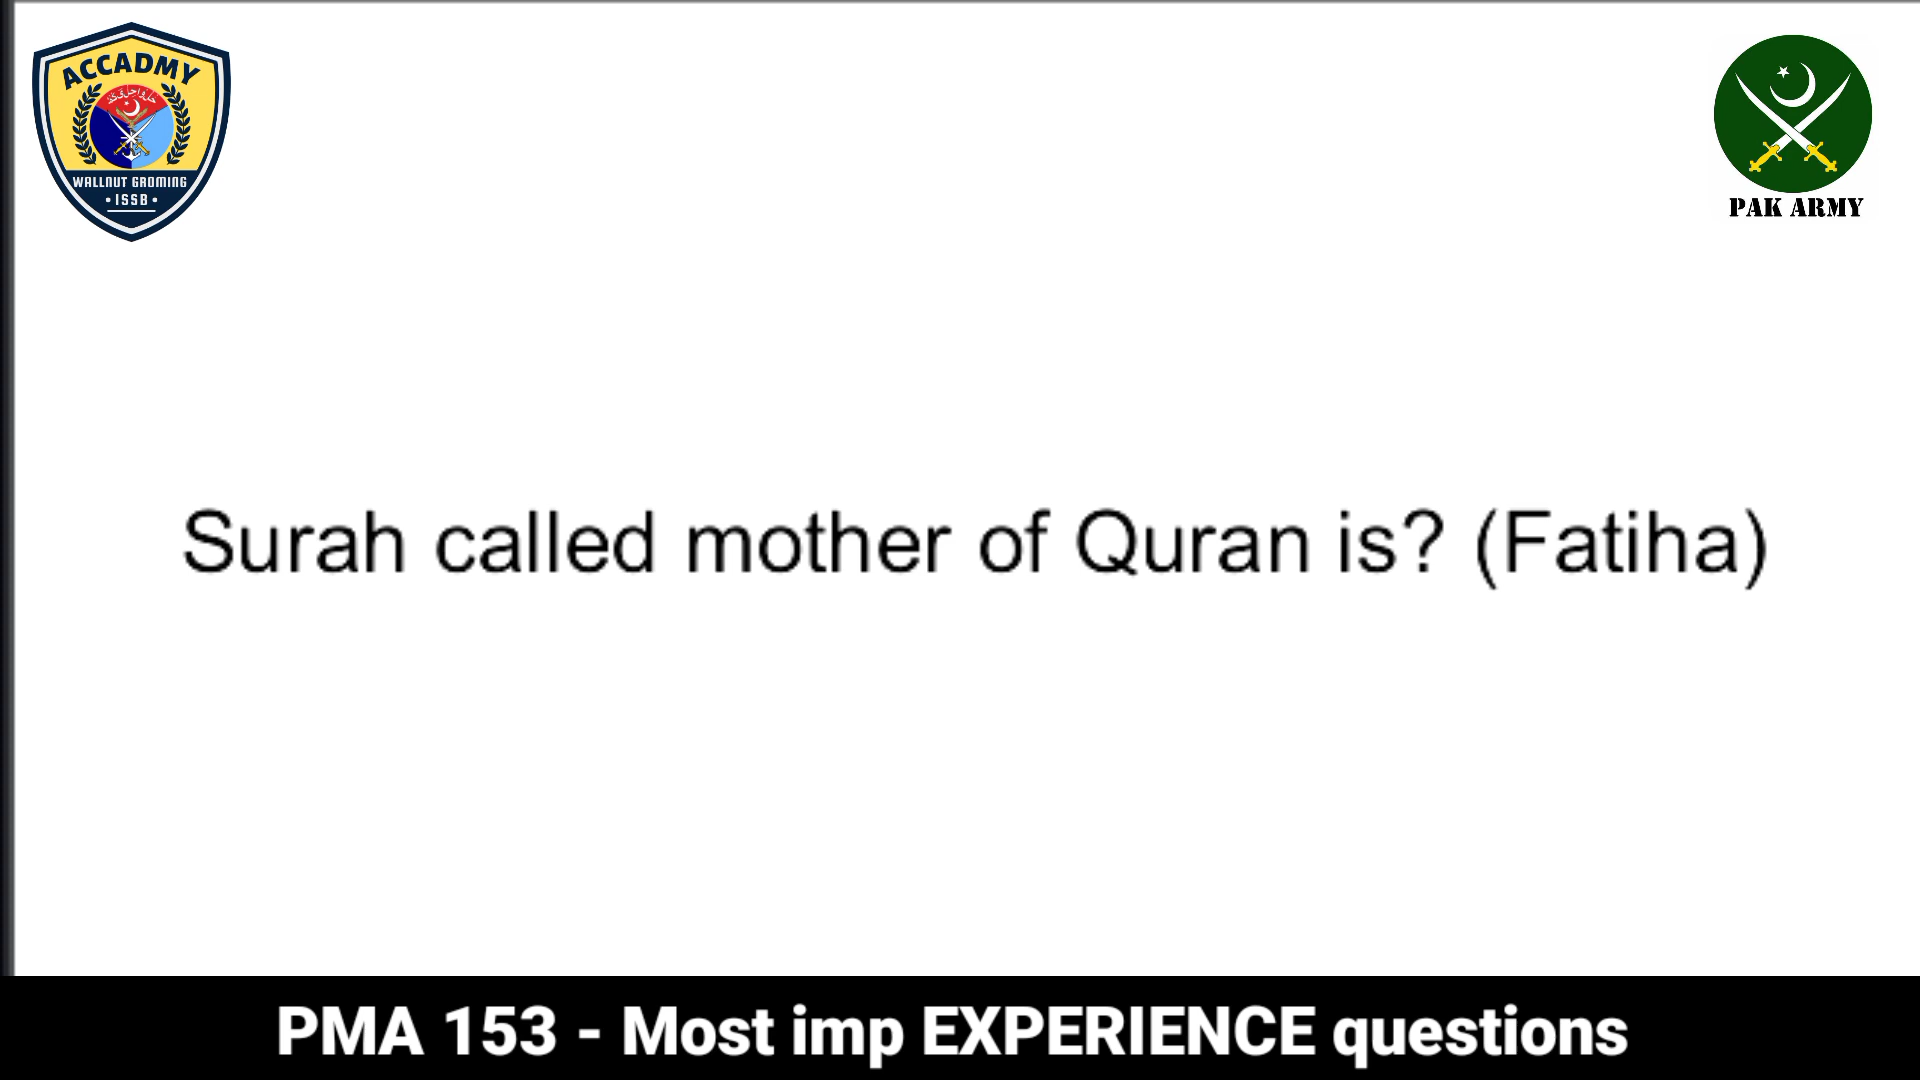 ACCADMY
WALLNUT GROMING
• ISSB •
PAK ARMY
Surah called mother of Quran is? (Fatiha)
PMA 153 - Most imp EXPERIENCE questions